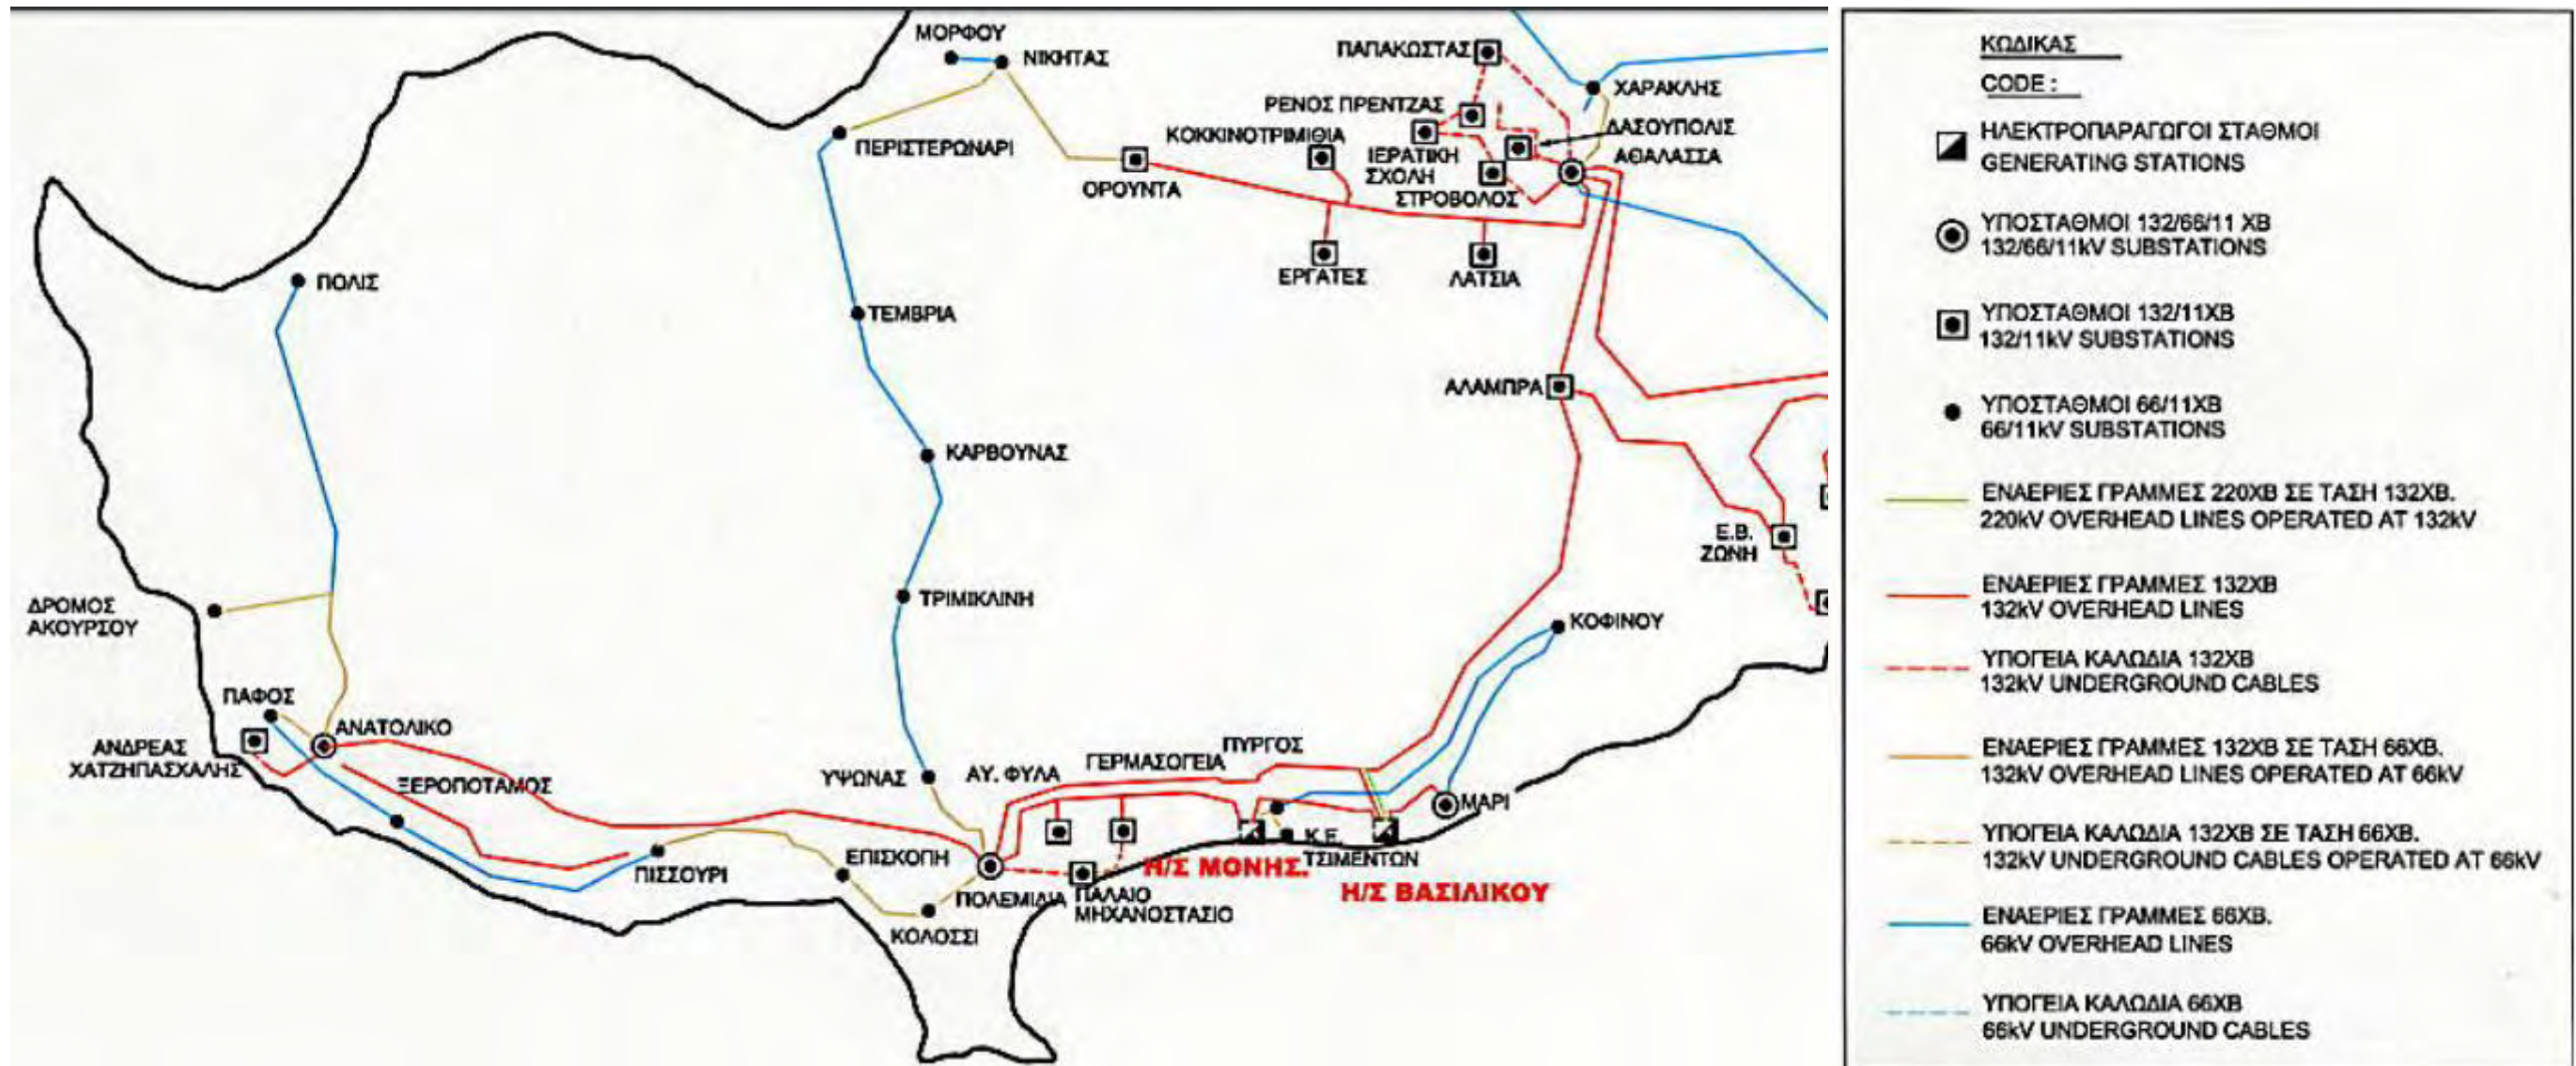 ΜΟΡΦΟΥ
ΝΙΚΗΤΑΣ
ΠΕΡΙΣΤΕΡΩΝΑΡΙ
ΟΡΟΥΝΤΑ
ΚΟΚΚΙΝΟΤΡΙΜΙΘΙΑ
ΠΑΠΑΚΩΣΤΑΣ
ΡΕΝΟΣ ΠΡΕΝΤΖΑΣ
ΙΕΡΑΤΙΚΗ
ΣΧΟΛΗ
ΣΤΡΟΒΟΛΟΣ
ΧΑΡΑΚΛΗΣ
ΔΑΣΟΥΠΟΛΙΣ
ΑΘΑΛΑΣΣΑ
ΕΡΓΑΤΕΣ
ΛΑΤΣΙΑ
ΠΟΛΙΣ
ΤΕΜΒΡΙΑ
ΑΛΑΜΠΡΑ
ΚΑΡΒΟΥΝΑΣ
Ε.Β.
ΖΩΝΗ
ΤΡΙΜΙΚΛΙΝΗ
ΚΟΦΙΝΟΥ
ΔΡΟΜΟΣ
ΑΚΟΥΡΣΟΥ
ΠΑΦΟΣ
ΑΝΑΤΟΛΙΚΟ
ΑΝΔΡΕΑΣ
ΧΑΤΖΗΠΑΣΧΑΛΗΣ
ΞΕΡΟΠΟΤΑΜΟΣ
ΥΨΩΝΑΣ
ΑΥ. ΦΥΛΑ
ΓΕΡΜΑΣΟΓΕΙΑ
ΠΥΡΓΟΣ
ΜΑΡΙ
Κ.Ε.
ΤΣΙΜΕΝΤΩΝ
ΠΙΣΣΟΥΡΙ
ΕΠΙΣΚΟΠΗ
ΠΟΛΕΜΙΔΙΑ
ΠΑΛΑΙΟ
ΜΗΧΑΝΟΣΤΑΣΙΟ
ΚΟΛΟΣΣΙ
Η/Σ ΜΟΝΗΣ.
Η/Σ ΒΑΣΙΛΙΚΟΥ
ΚΩΔΙΚΑΣ
CODE :
ΗΛΕΚΤΡΟΠΑΡΑΓΩΓΟΙ ΣΤΑΘΜΟΙ
GENERATING STATIONS
ΥΠΟΣΤΑΘΜΟΙ 132/66/11 ΧΒ
132/66/11kV SUBSTATIONS
ΥΠΟΣΤΑΘΜΟΙ 132/11ΧΒ
132/11kV SUBSTATIONS
ΥΠΟΣΤΑΘΜΟΙ 66/11ΧΒ
66/11kV SUBSTATIONS
ΕΝΑΕΡΙΕΣ ΓΡΑΜΜΕΣ 220ΧΒ ΣΕ ΤΑΣΗ 132ΧΒ.
220kV OVERHEAD LINES OPERATED AT 132kV
ΕΝΑΕΡΙΕΣ ΓΡΑΜΜΕΣ 132ΧΒ
132kV OVERHEAD LINES
ΥΠΟΓΕΙΑ ΚΑΛΩΔΙΑ 132ΧΒ
132kV UNDERGROUND CABLES
ΕΝΑΕΡΙΕΣ ΓΡΑΜΜΕΣ 132ΧΒ ΣΕ ΤΑΣΗ 66ΧΒ.
132kV OVERHEAD LINES OPERATED AT 66kV
ΥΠΟΓΕΙΑ ΚΑΛΩΔΙΑ 132ΧΒ ΣΕ ΤΑΣΗ 66ΧΒ.
132kV UNDERGROUND CABLES OPERATED AT 66kV
ΕΝΑΕΡΙΕΣ ΓΡΑΜΜΕΣ 66ΧΒ.
66kV OVERHEAD LINES
ΥΠΟΓΕΙΑ ΚΑΛΩΔΙΑ 66ΧΒ
66kV UNDERGROUND CABLES